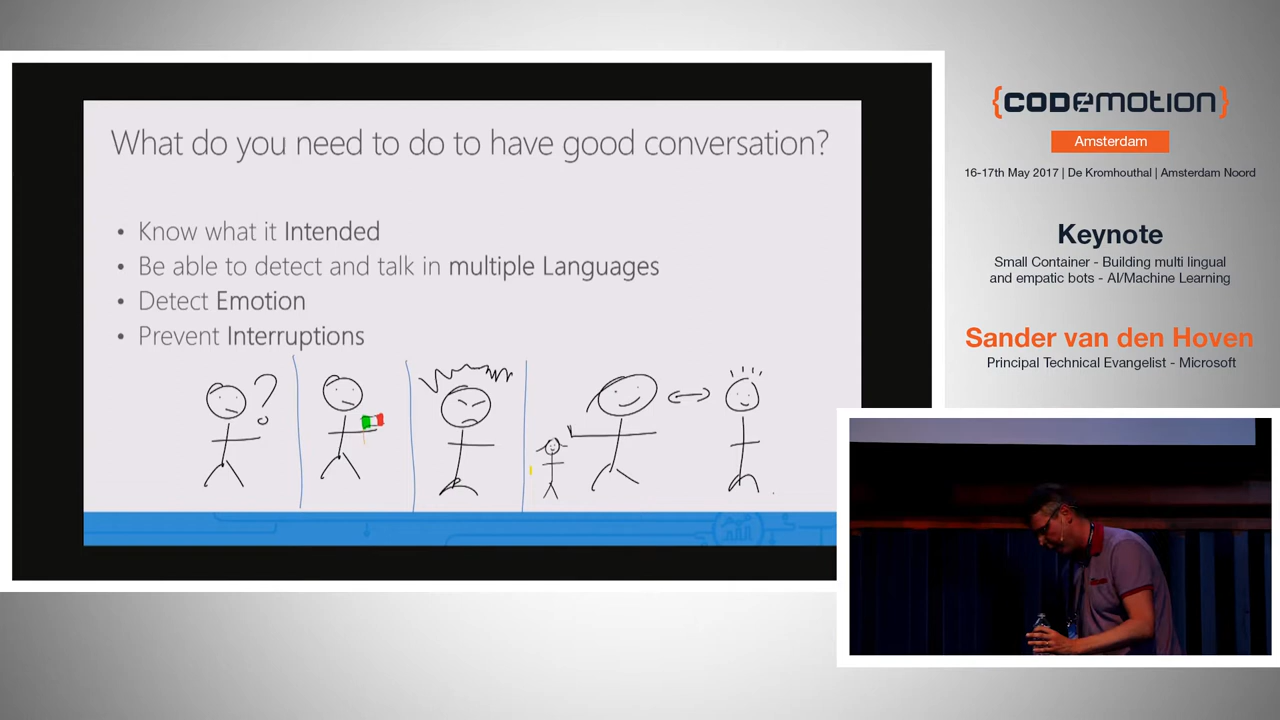 What do you need to do to have good conversation?
• Know what it Intended
• Be able to detect and talk in multiple Languages
• Detect Emotion
• Prevent Interruptions
?
{CODEMOTION}
Amsterdam
16-17th May 2017 | De Kromhouthal | Amsterdam Noord
Keynote
Small Container - Building multi lingual
and empatic bots - AI/Machine Learning
Sander van den Hoven
Principal Technical Evangelist - Microsoft